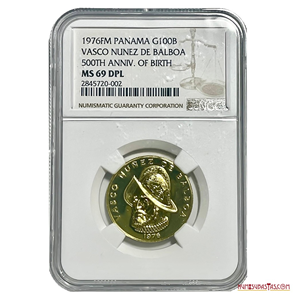 1976FM PANAMA G100B
VASCO NUNEZ DE BALBOA
500TH ANNIV. OF BIRTH
MS 69 DPL
2845720-002
NUMISMATIC GUARANTY CORPORATION
NGC
VASCO NUÑEZ DE BALBOA
1976